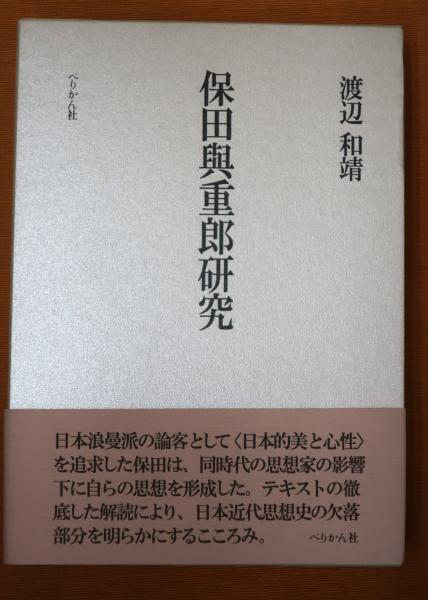 渡辺 和靖
保田與重郎研究
ぺりかん社
日本浪曼派の論客として〈日本的美と心性〉
を追求した保田は、同時代の思想家の影響
下に自らの思想を形成した。テキストの徹
底した解読により、日本近代思想史の欠落
部分を明らかにするこころみ。
ぺりかん社